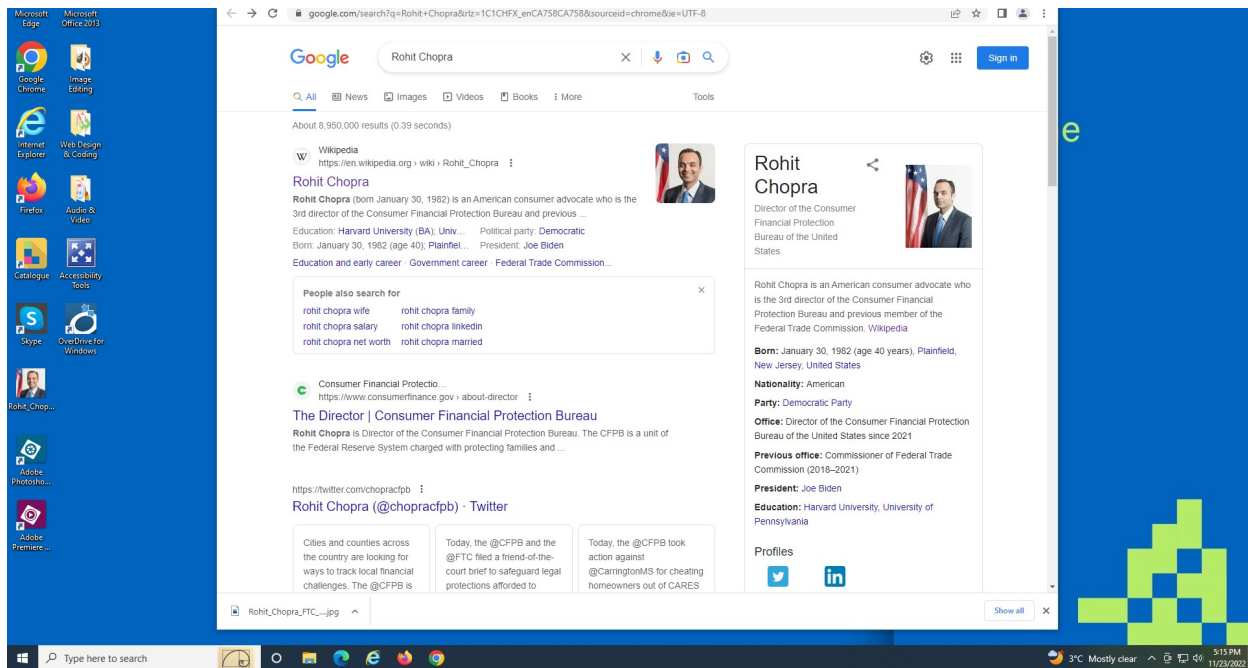 Microsoft Edge
Microsoft Office 2013
Google Chrome
Image Editing
Internet Explorer
Web Design & Coding
Firefox
Audio & Video
Catalogue
Accessibility Tools
Skype
OverDrive for Windows
Rohit_Chop...
Adobe Photosho...
Adobe Premiere ...
google.com/search?q=Rohit+Chopra&rlz=1C1CHFX_enCA758CA758&sourceid=chrome&ie=UTF-8
Google
Rohit Chopra
Sign in
All News Images Videos Books More Tools
About 8,950,000 results (0.39 seconds)
W
Wikipedia
https://en.wikipedia.org › wiki › Rohit_Chopra
Rohit Chopra
Rohit Chopra (born January 30, 1982) is an American consumer advocate who is the
3rd director of the Consumer Financial Protection Bureau and previous ...
Education: Harvard University (BA); Univ... Political party: Democratic
Born: January 30, 1982 (age 40); Plainfiel... President: Joe Biden
Education and early career · Government career · Federal Trade Commission...
People also search for
rohit chopra wife rohit chopra family
rohit chopra salary rohit chopra linkedin
rohit chopra net worth rohit chopra married
Consumer Financial Protectio...
https://www.consumerfinance.gov › about-director
The Director | Consumer Financial Protection Bureau
Rohit Chopra is Director of the Consumer Financial Protection Bureau. The CFPB is a unit of
the Federal Reserve System charged with protecting families and ...
https://twitter.com/chopracfpb
Rohit Chopra (@chopracfpb) · Twitter
Cities and counties across
the country are looking for
ways to track local financial
challenges. The @CFPB is
Today, the @CFPB and the
@FTC filed a friend-of-the-
court brief to safeguard legal
protections afforded to
Today, the @CFPB took
action against
@CarringtonMS for cheating
homeowners out of CARES
Rohit
Chopra
Director of the Consumer
Financial Protection
Bureau of the United
States
Rohit Chopra is an American consumer advocate who
is the 3rd director of the Consumer Financial
Protection Bureau and previous member of the
Federal Trade Commission. Wikipedia
Born: January 30, 1982 (age 40 years), Plainfield,
New Jersey, United States
Nationality: American
Party: Democratic Party
Office: Director of the Consumer Financial Protection
Bureau of the United States since 2021
Previous office: Commissioner of Federal Trade
Commission (2018–2021)
President: Joe Biden
Education: Harvard University, University of
Pennsylvania
Profiles
e
Rohit_Chopra_FTC_....jpg
Show all
Type here to search
3°C Mostly clear
5:15 PM
11/23/2022